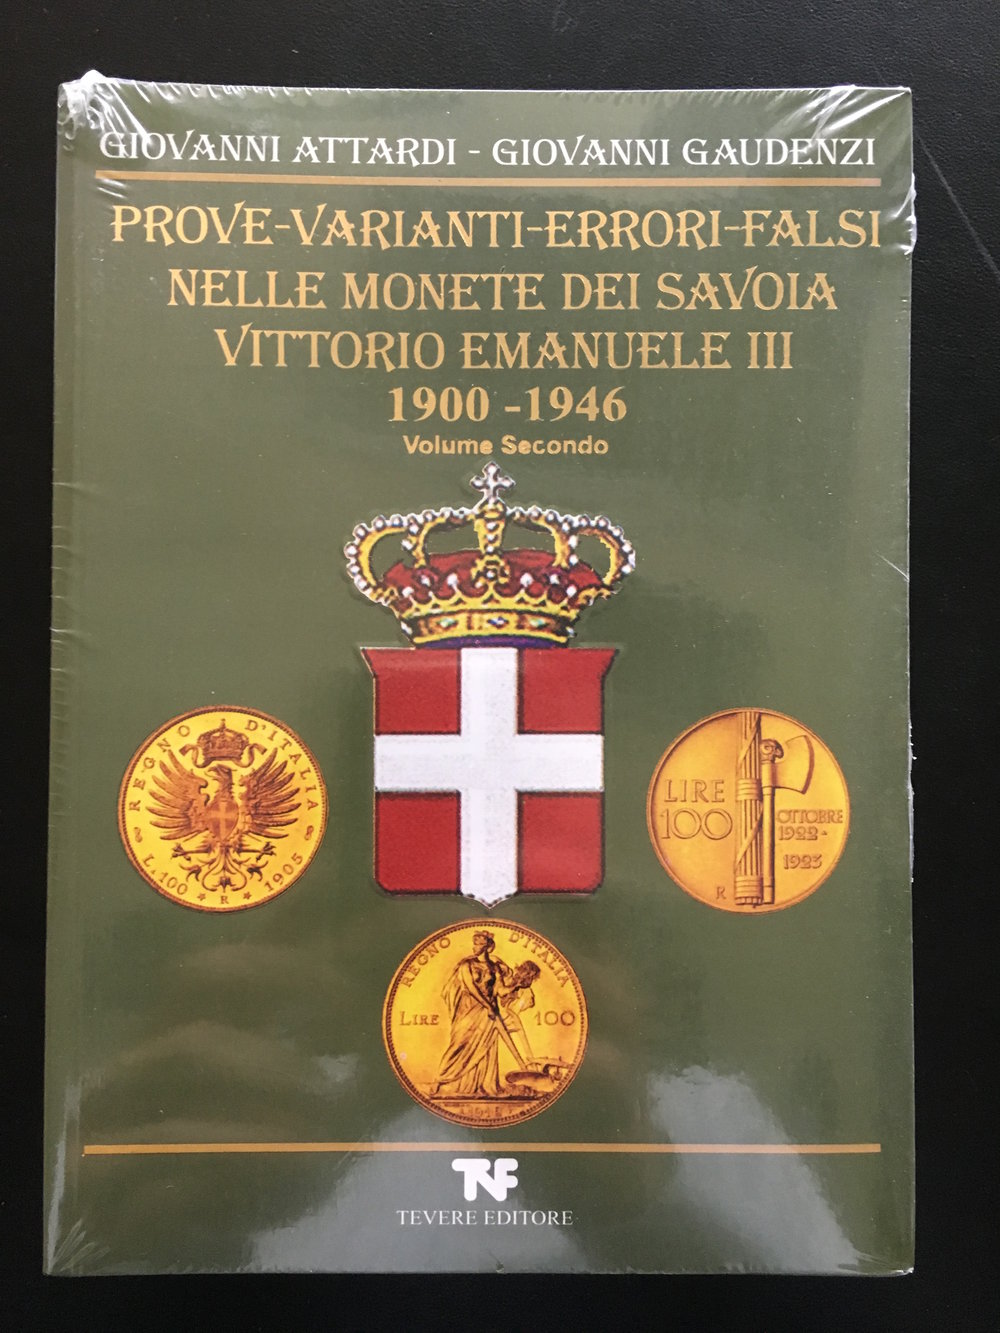 GIOVANNI ATTARDI - GIOVANNI GAUDENZI
PROVE-VARIANTI-ERRORI-FALSI
NELLE MONETE DEI SAVOIA
VITTORIO EMANUELE III
1900 -1946
Volume Secondo
REGNO D'ITALIA
L. 100 * R * 1905
LIRE
100
OTTOBRE
1922-
1923
R
REGNO D'ITALIA
LIRE 100
TNF
TEVERE EDITORE